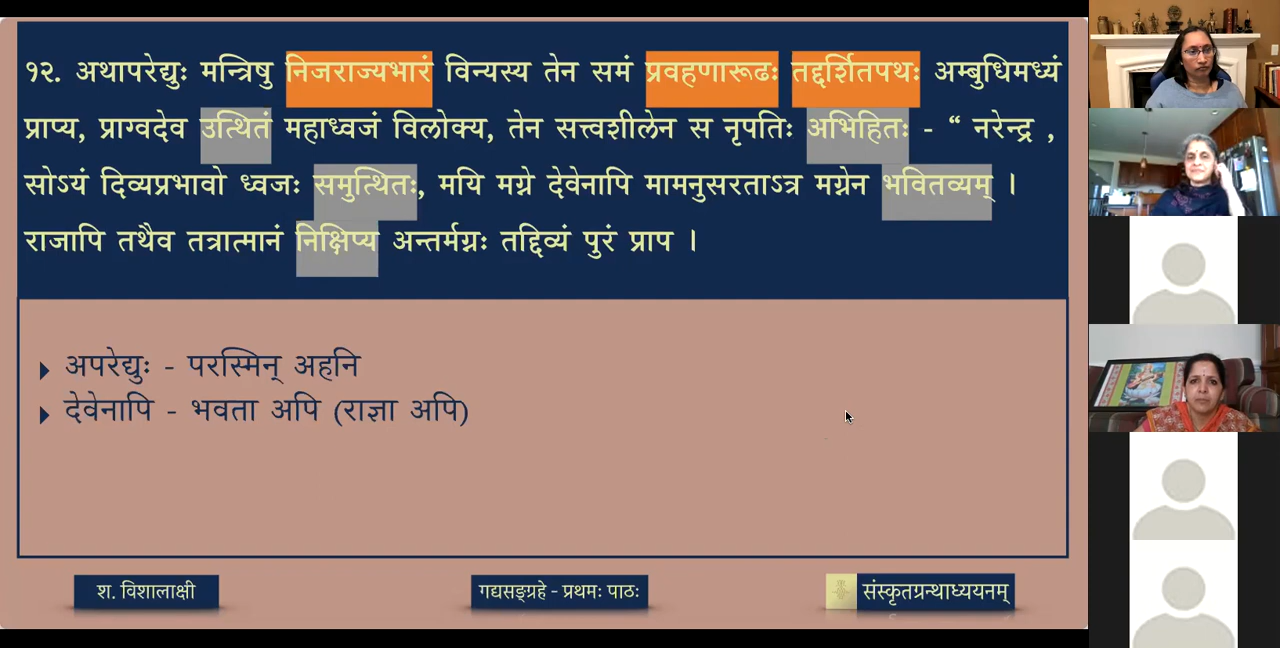 १२. अथापरेद्युः मन्त्रिषु निजराज्यभारं विन्यस्य तेन समं प्रवहणारूढः तद्दर्शितपथः अम्बुधिमध्यं
प्राप्य, प्राग्वदेव उत्थितं महाध्वजं विलोक्य, तेन सत्त्वशीलेन स नृपतिः अभिहितः - “ नरेन्द्र ,
सोऽयं दिव्यप्रभावो ध्वजः समुत्थितः, मयि मग्ने देवेनापि मामनुसरताऽत्र मग्नेन भवितव्यम् ।
राजापि तथैव तत्रात्मानं निक्षिप्य अन्तर्मग्नः तद्दिव्यं पुरं प्राप ।
अपरेद्युः - परस्मिन् अहनि
देवेनापि - भवता अपि (राज्ञा अपि)
श. विशालाक्षी
गद्यसङ्ग्रहे - प्रथमः पाठः
संस्कृतग्रन्थाध्ययनम्